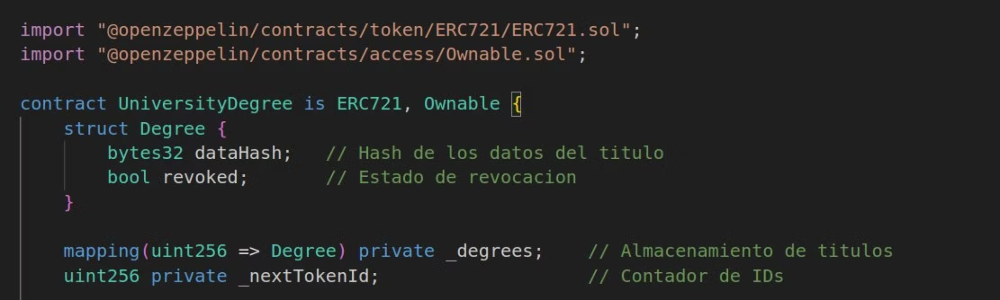 import "@openzeppelin/contracts/token/ERC721/ERC721.sol";
import "@openzeppelin/contracts/access/Ownable.sol";
contract UniversityDegree is ERC721, Ownable {
struct Degree {
bytes32 dataHash; // Hash de los datos del titulo
bool revoked; // Estado de revocacion
}
mapping(uint256 => Degree) private _degrees; // Almacenamiento de titulos
uint256 private _nextTokenId; // Contador de IDs